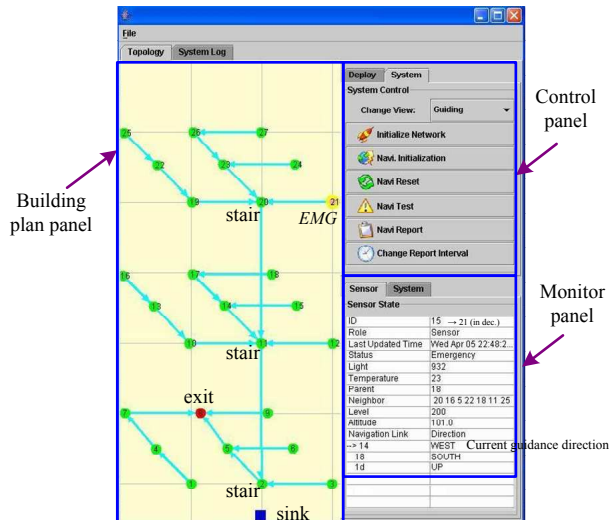 File
Topology System Log
Deploy System
System Control
Change View: Guiding
Initialize Network
Navi. Initialization
Navi Reset
Navi Test
Navi Report
Change Report Interval
Control panel
Building plan panel
25 26 27
22 23 24
19 20 21
stair EMG
16 17 18
13 14 15
10 11 12
stair
exit
7 9
4 5 6
1 2 3
stair
sink
Sensor System
Sensor State
ID 15 → 21 (in dec.)
Role Sensor
Last Updated Time Wed Apr 05 22:48:2...
Status Emergency
Light 932
Temperature 23
Parent 18
Neighbor 20 16 5 22 18 11 25
Level 200
Altitude 101.0
Navigation Link Direction
--> 14 WEST Current guidance direction
18 SOUTH
1d UP
Monitor panel